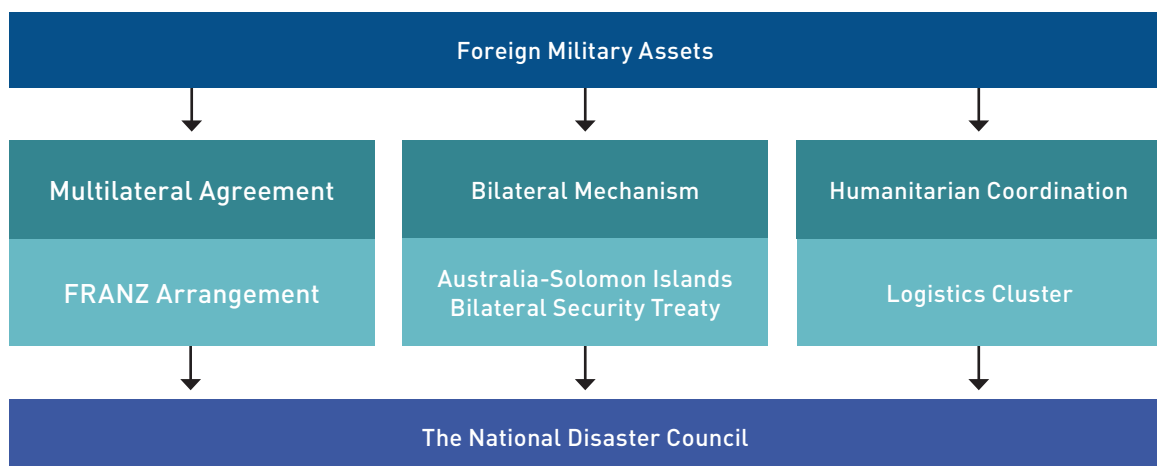 Foreign Military Assets
Multilateral Agreement
FRANZ Arrangement
Bilateral Mechanism
Australia-Solomon Islands
Bilateral Security Treaty
Humanitarian Coordination
Logistics Cluster
The National Disaster Council